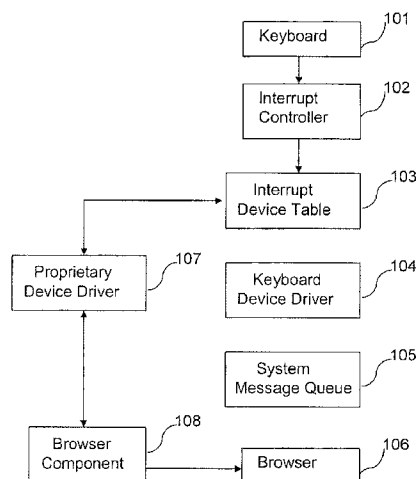 101
Keyboard
102
Interrupt
Controller
103
Interrupt
Device Table
107
Proprietary
Device Driver
104
Keyboard
Device Driver
105
System
Message Queue
108
Browser
Component
106
Browser